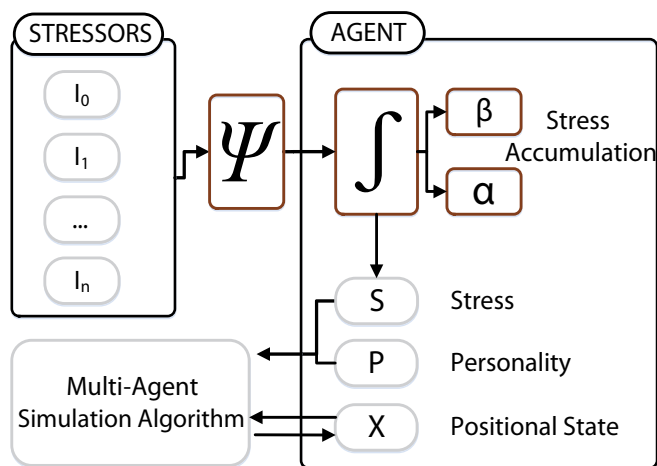 STRESSORS
I0
I1
...
In
Ψ
AGENT
∫
β
α
Stress
Accumulation
S
Stress
P
Personality
X
Positional State
Multi-Agent
Simulation Algorithm